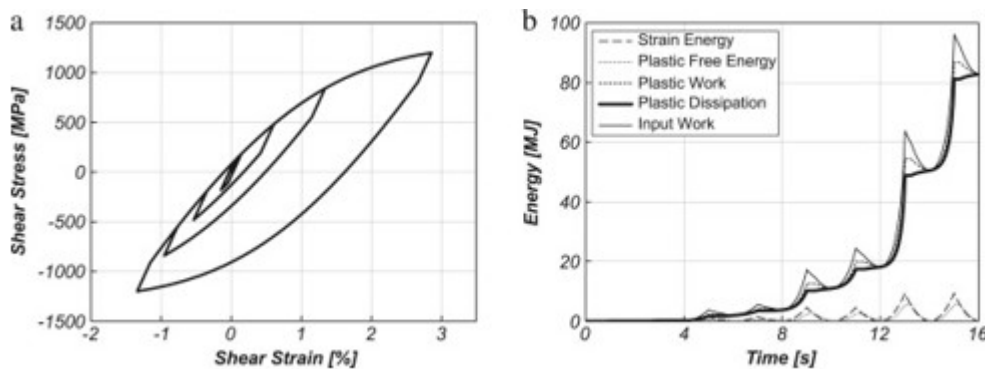 a
1500
1000
500
0
-500
-1000
-1500
Shear Stress [MPa]
-2
-1
0
1
2
3
Shear Strain [%]
b
100
80
60
40
20
0
Energy [MJ]
Strain Energy
Plastic Free Energy
Plastic Work
Plastic Dissipation
Input Work
0
4
8
12
16
Time [s]